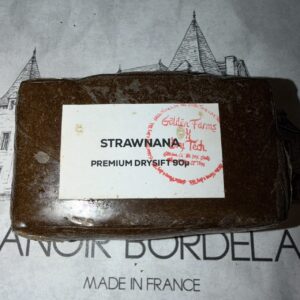 STRAWNANA
PREMIUM DRYSIFT 90µ
Golden Farms
Tech
ANOIR BORDELA
MADE IN FRANCE